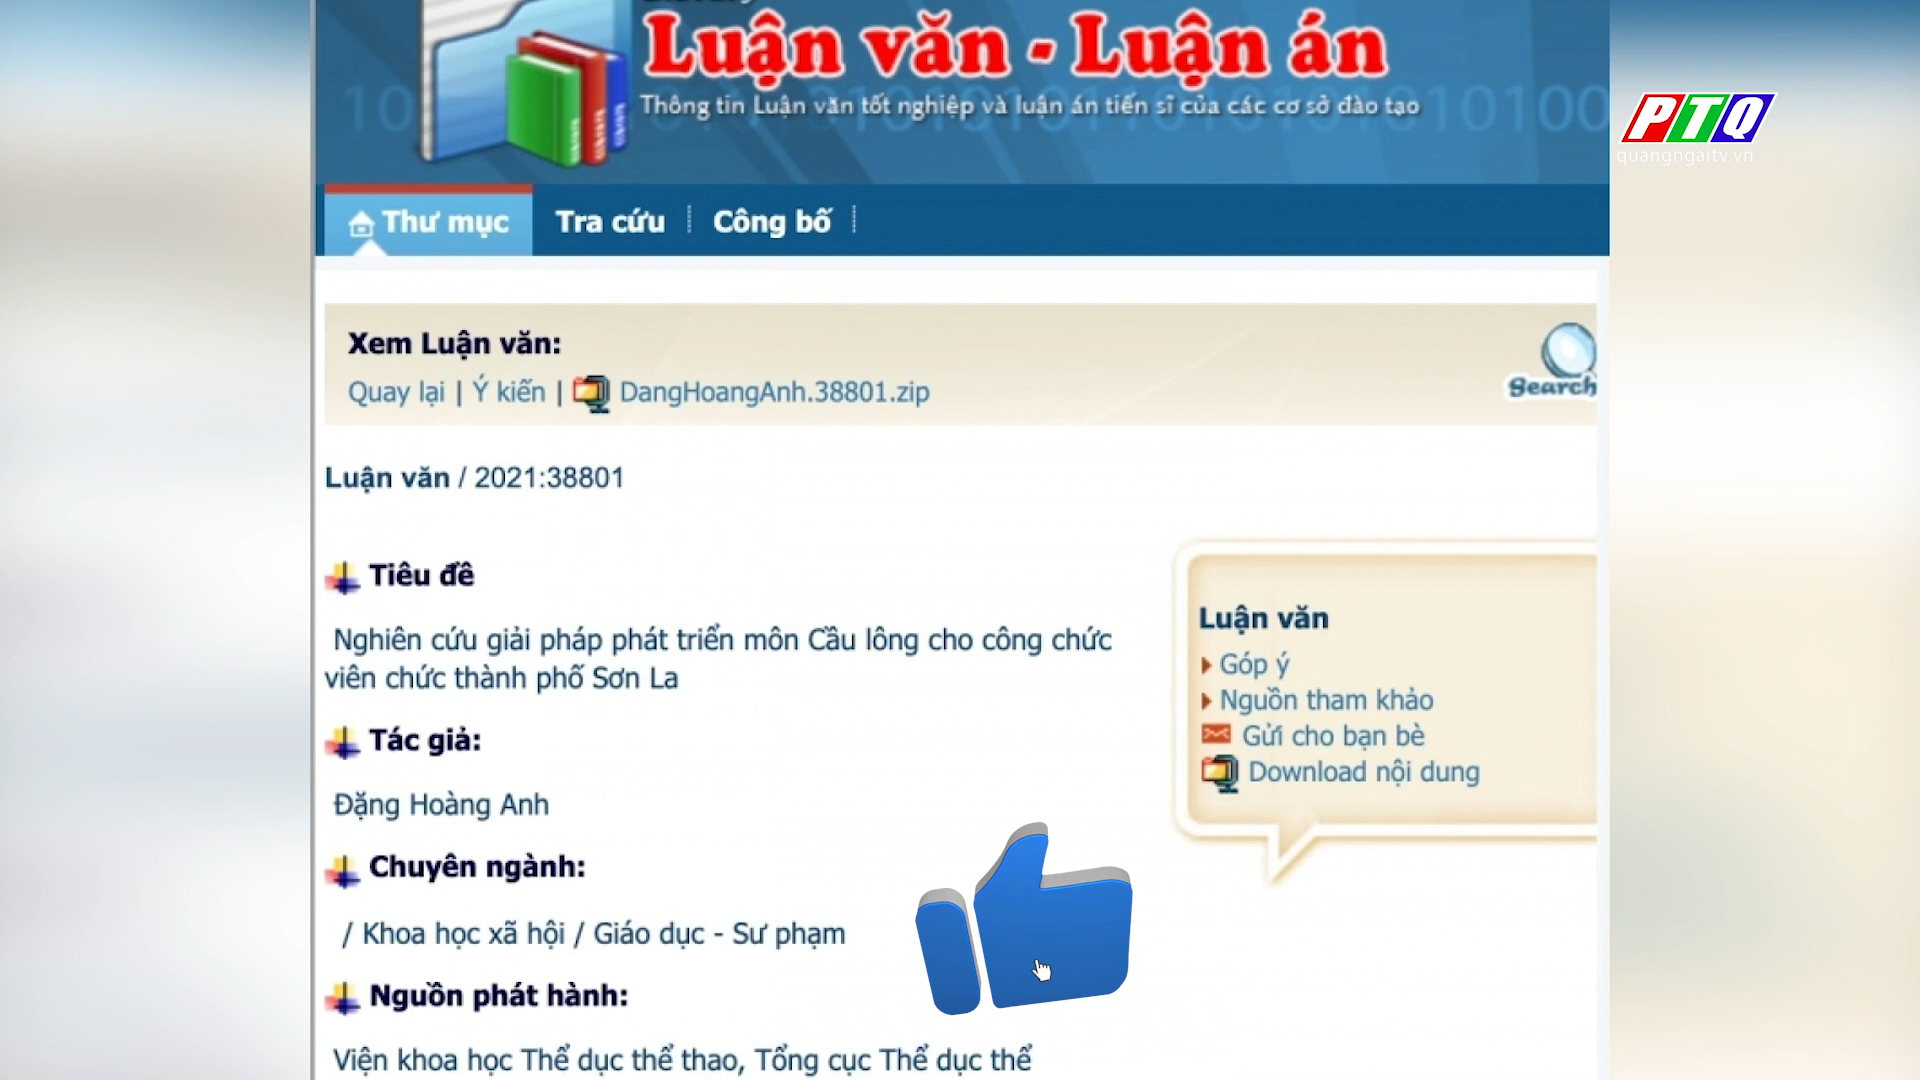 Luận văn - Luận án
Thông tin Luận văn tốt nghiệp và luận án tiến sĩ của các cơ sở đào tạo
PTQ
quangngaitv.vn
Thư mục
Tra cứu
Công bố
Xem Luận văn:
Quay lại | Ý kiến | DangHoangAnh.38801.zip
Search
Luận văn / 2021:38801
Tiêu đề
Nghiên cứu giải pháp phát triển môn Cầu lông cho công chức
viên chức thành phố Sơn La
Tác giả:
Đặng Hoàng Anh
Chuyên ngành:
/ Khoa học xã hội / Giáo dục - Sư phạm
Nguồn phát hành:
Viện khoa học Thể dục thể thao, Tổng cục Thể dục thể
Luận văn
Góp ý
Nguồn tham khảo
Gửi cho bạn bè
Download nội dung